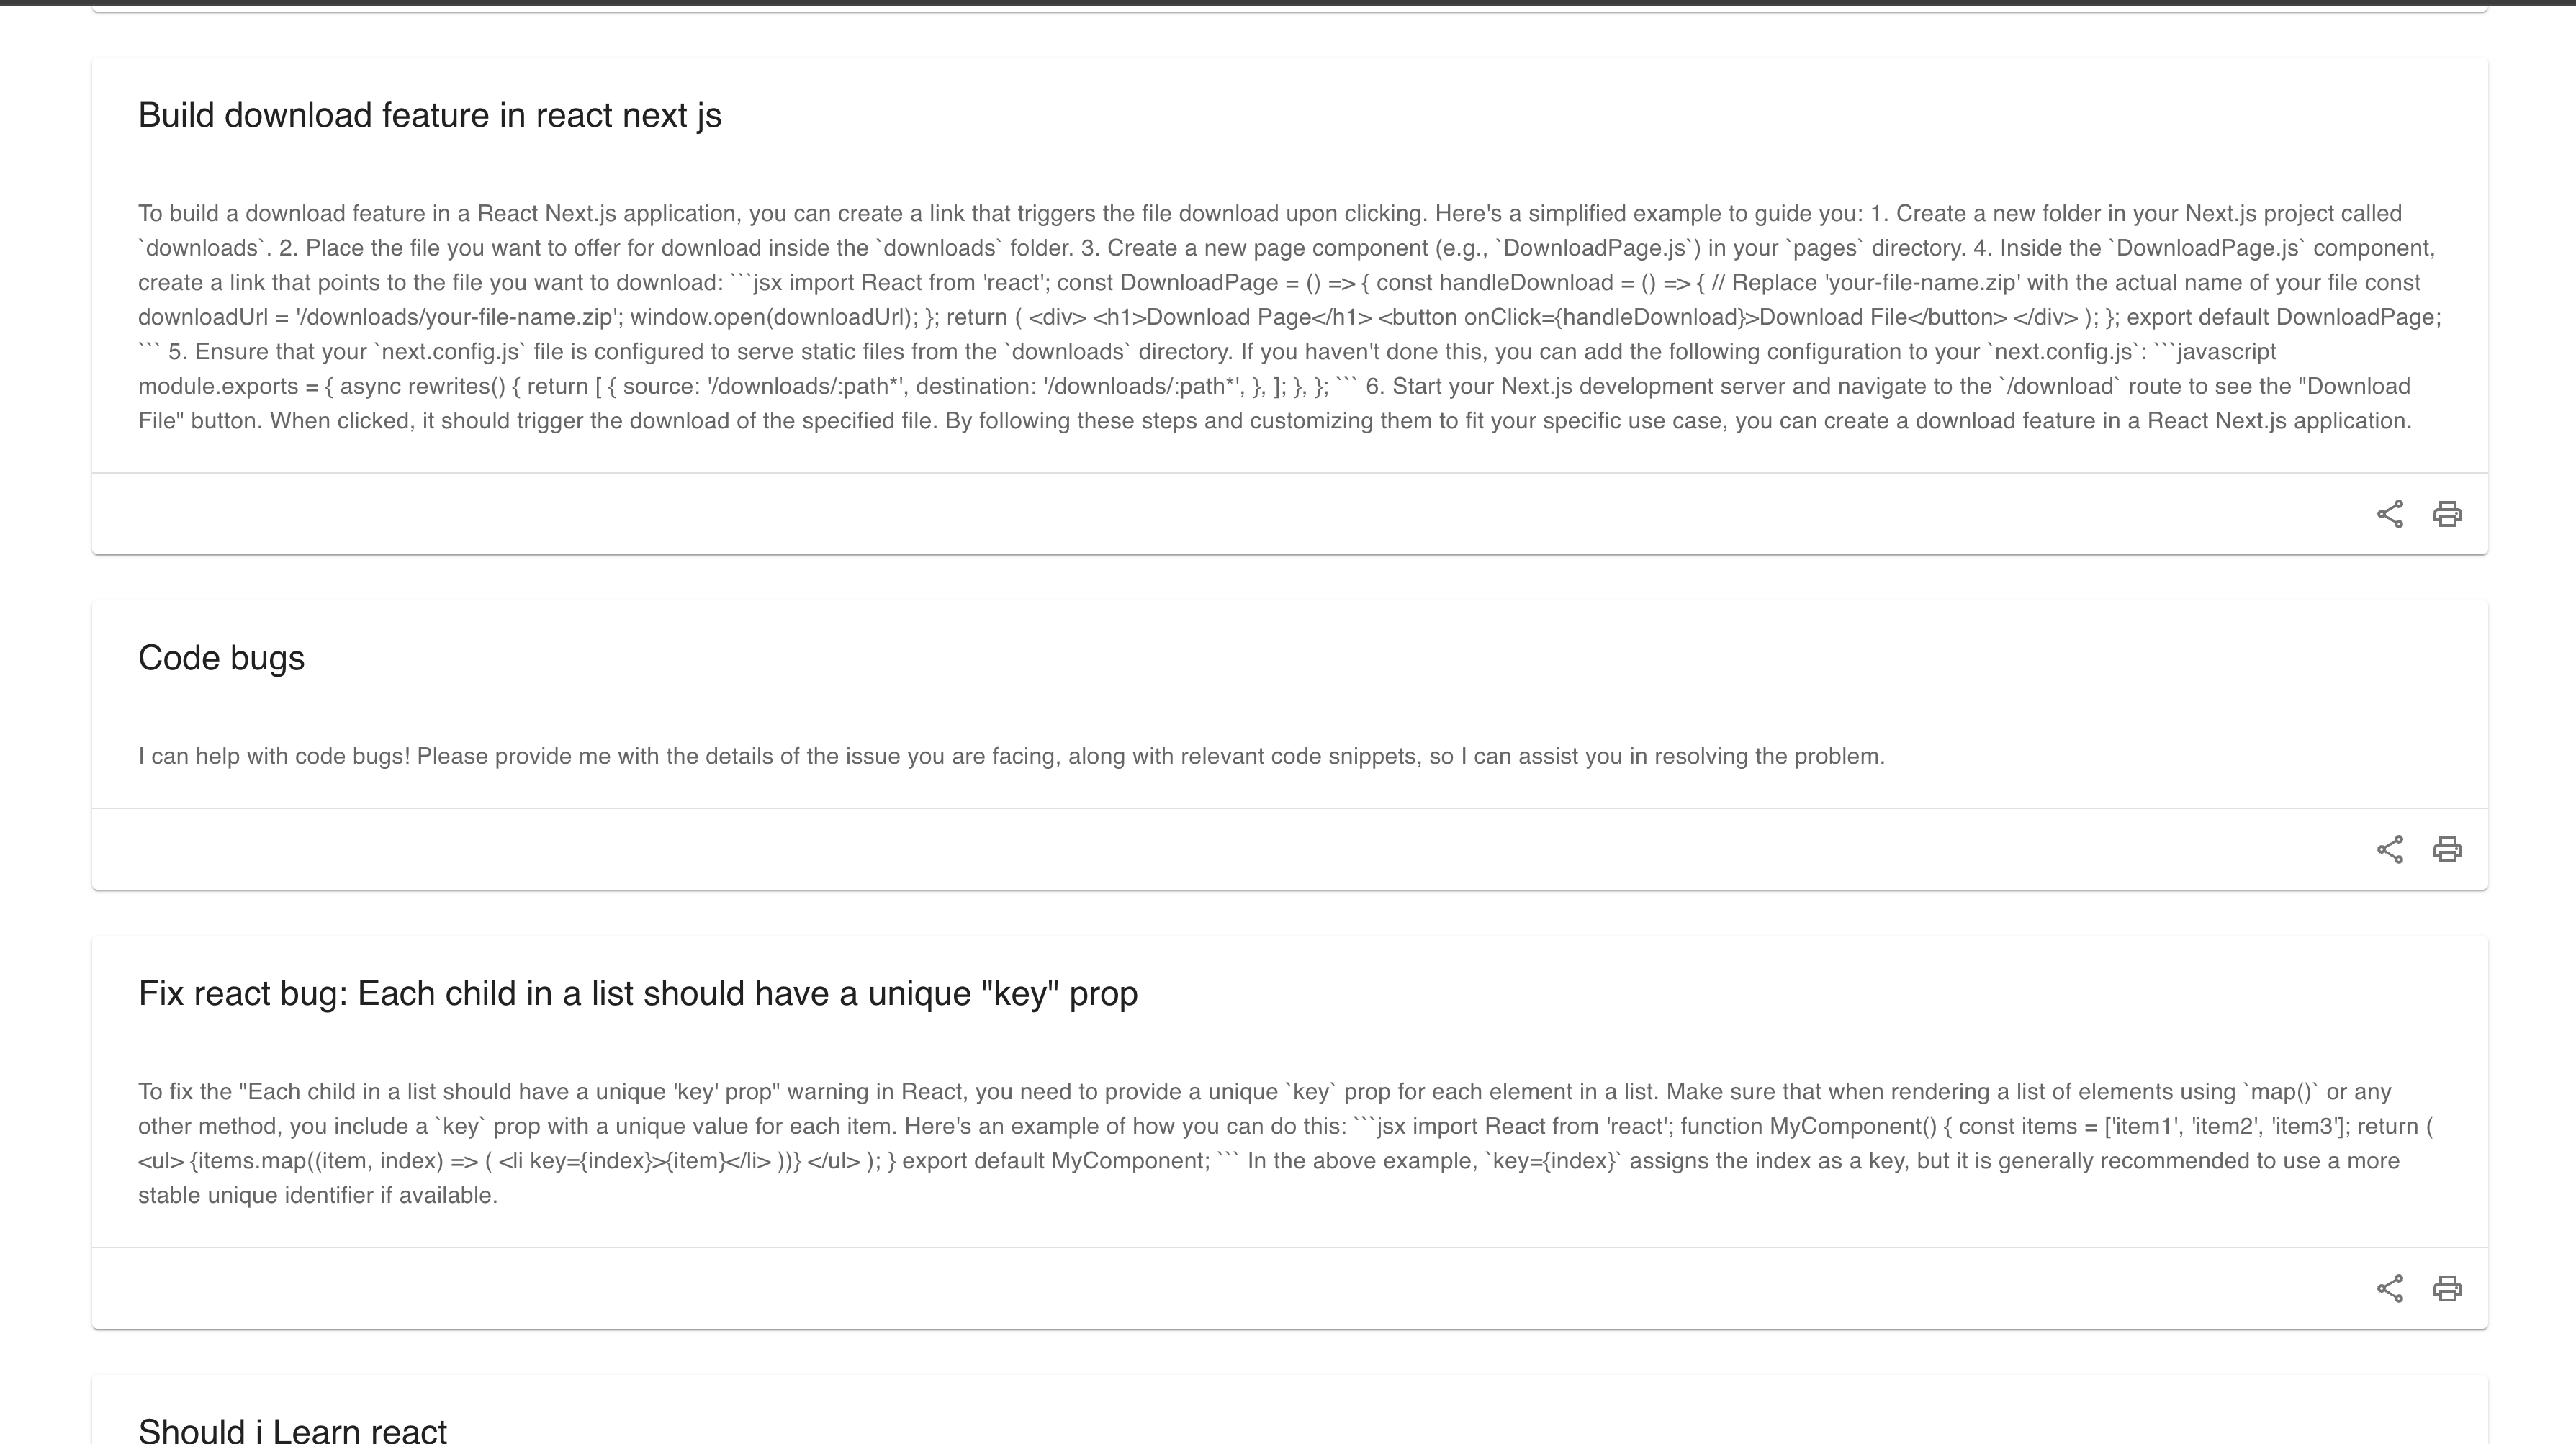 Build download feature in react next js
To build a download feature in a React Next.js application, you can create a link that triggers the file download upon clicking. Here's a simplified example to guide you: 1. Create a new folder in your Next.js project called
`downloads`. 2. Place the file you want to offer for download inside the `downloads` folder. 3. Create a new page component (e.g., `DownloadPage.js`) in your `pages` directory. 4. Inside the `DownloadPage.js` component,
create a link that points to the file you want to download: ```jsx import React from 'react'; const DownloadPage = () => { const handleDownload = () => { // Replace 'your-file-name.zip' with the actual name of your file const
downloadUrl = '/downloads/your-file-name.zip'; window.open(downloadUrl); }; return ( <div> <h1>Download Page</h1> <button onClick={handleDownload}>Download File</button> </div> ); }; export default DownloadPage;
``` 5. Ensure that your `next.config.js` file is configured to serve static files from the `downloads` directory. If you haven't done this, you can add the following configuration to your `next.config.js`: ```javascript
module.exports = { async rewrites() { return [ { source: '/downloads/:path*', destination: '/downloads/:path*', }, ]; }, }; ``` 6. Start your Next.js development server and navigate to the `/download` route to see the "Download
File" button. When clicked, it should trigger the download of the specified file. By following these steps and customizing them to fit your specific use case, you can create a download feature in a React Next.js application.
Code bugs
I can help with code bugs! Please provide me with the details of the issue you are facing, along with relevant code snippets, so I can assist you in resolving the problem.
Fix react bug: Each child in a list should have a unique "key" prop
To fix the "Each child in a list should have a unique 'key' prop" warning in React, you need to provide a unique `key` prop for each element in a list. Make sure that when rendering a list of elements using `map()` or any
other method, you include a `key` prop with a unique value for each item. Here's an example of how you can do this: ```jsx import React from 'react'; function MyComponent() { const items = ['item1', 'item2', 'item3']; return (
<ul> {items.map((item, index) => ( <li key={index}>{item}</li> ))} </ul> ); } export default MyComponent; ``` In the above example, `key={index}` assigns the index as a key, but it is generally recommended to use a more
stable unique identifier if available.
Should i Learn react